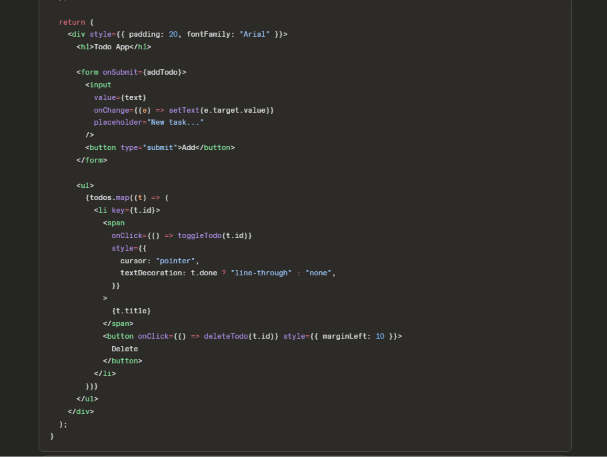 return (
<div style={{ padding: 20, fontFamily: "Arial" }}>
<h1>Todo App</h1>
<form onSubmit={addTodo}>
<input
value={text}
onChange={(e) => setText(e.target.value)}
placeholder="New task..."
/>
<button type="submit">Add</button>
</form>
<ul>
{todos.map((t) => (
<li key={t.id}>
<span
onClick={() => toggleTodo(t.id)}
style={{
cursor: "pointer",
textDecoration: t.done ? "line-through" : "none",
}}
>
{t.title}
</span>
<button onClick={() => deleteTodo(t.id)} style={{ marginLeft: 10 }}>
Delete
</button>
</li>
))}
</ul>
</div>
);
}